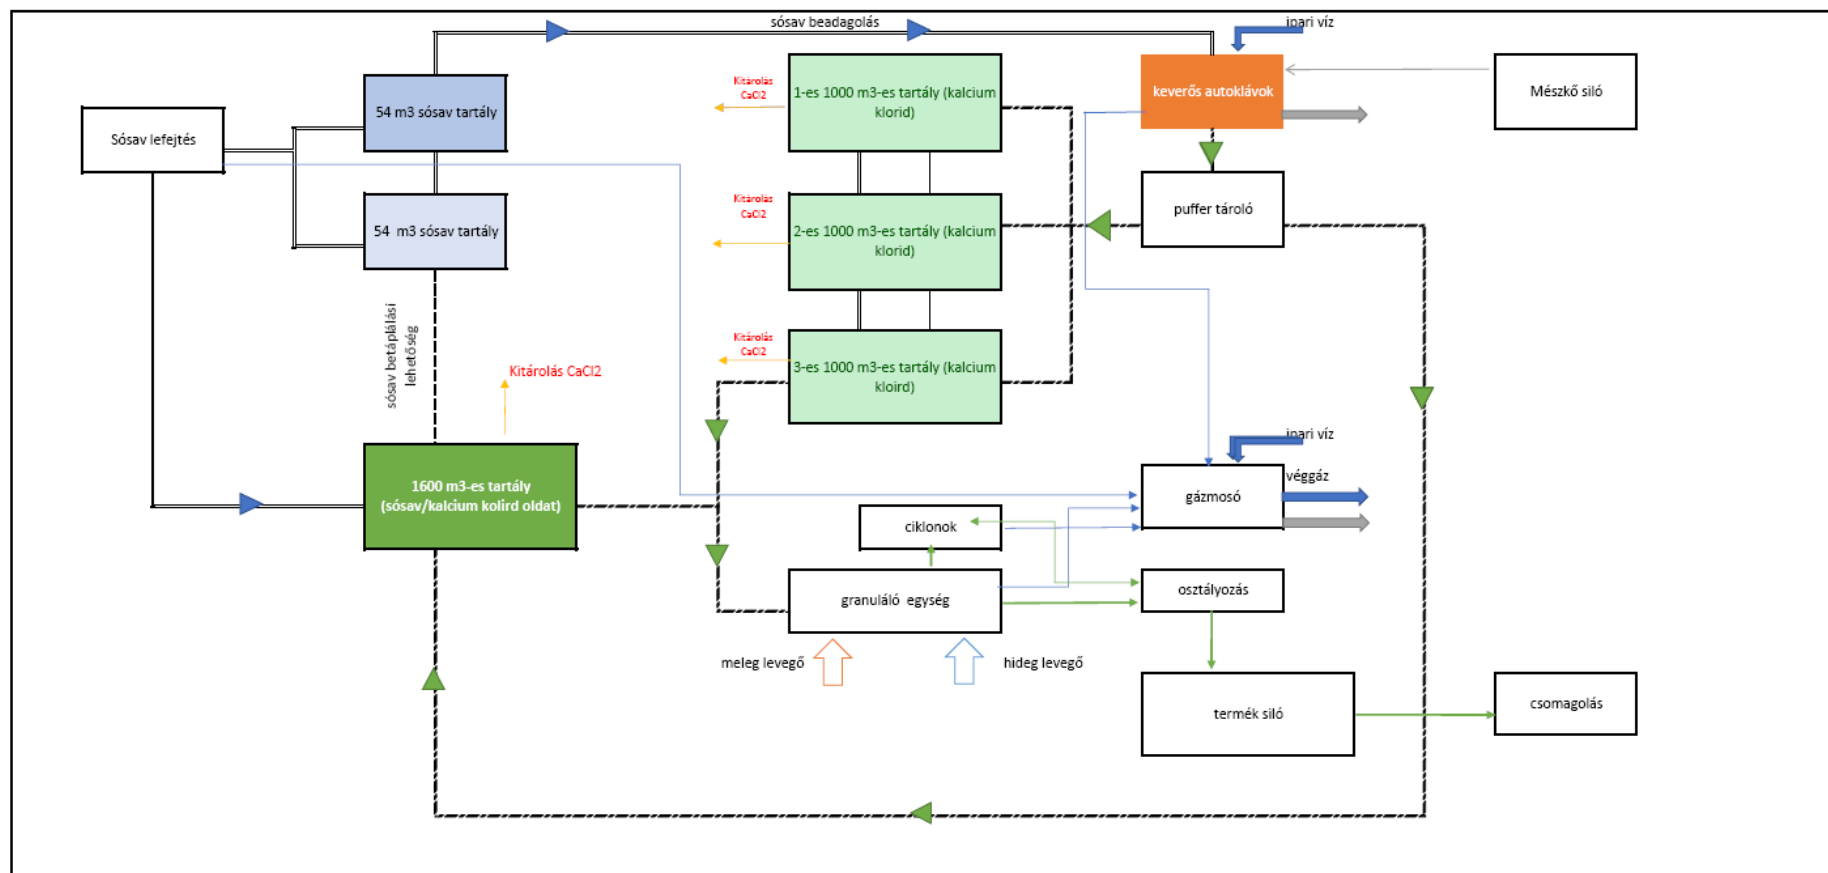 sósav beadagolás
ipari víz
54 m3 sósav tartály
Sósav lefejtés
54  m3 sósav tartály
sósav betáplálási
lehetőség
Kitárolás CaCl2
1600 m3-es tartály
(sósav/kalcium kolird oldat)
Kitárolás
CaCl2
1-es 1000 m3-es tartály (kalcium
klorid)
Kitárolás
CaCl2
2-es 1000 m3-es tartály (kalcium
klorid)
Kitárolás
CaCl2
3-es 1000 m3-es tartály (kalcium
kloird)
keverős autoklávok
Mészkő siló
puffer tároló
ipari víz
véggáz
gázmosó
ciklonok
granuláló  egység
osztályozás
meleg levegő
hideg levegő
termék siló
csomagolás